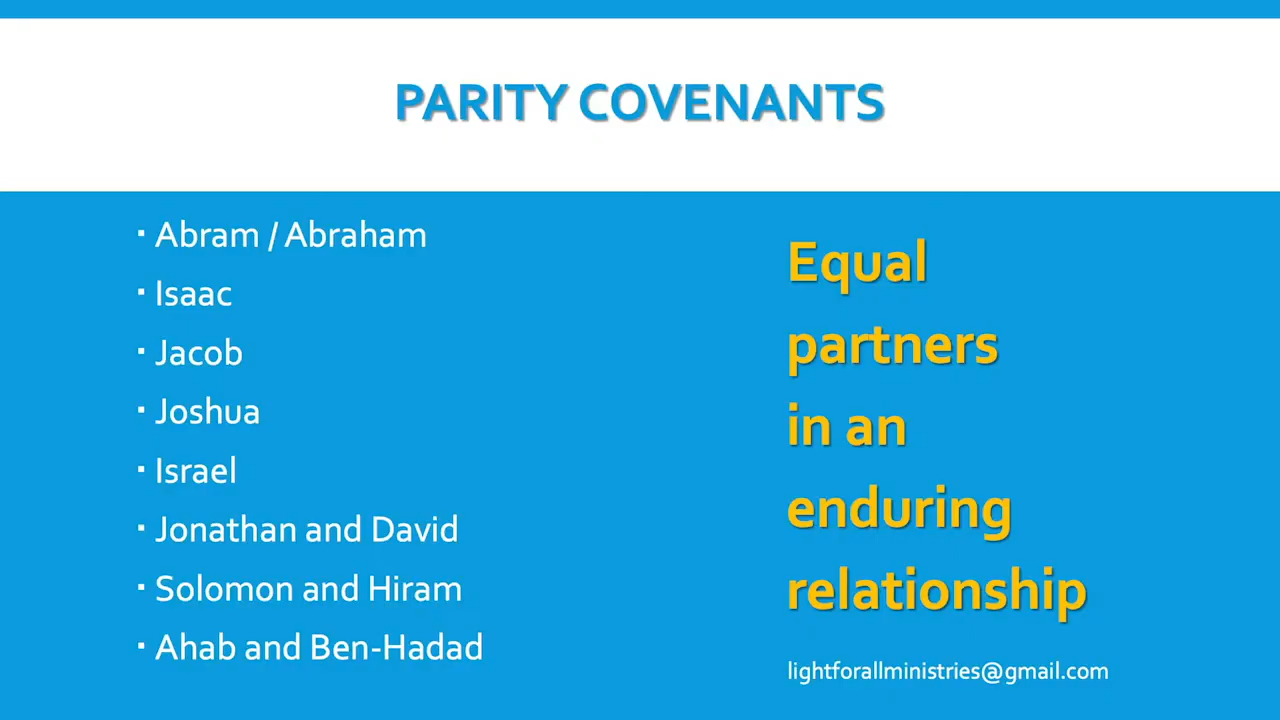 PARITY COVENANTS
▪ Abram / Abraham
▪ Isaac
▪ Jacob
▪ Joshua
▪ Israel
▪ Jonathan and David
▪ Solomon and Hiram
▪ Ahab and Ben-Hadad
Equal
partners
in an
enduring
relationship
lightforallministries@gmail.com